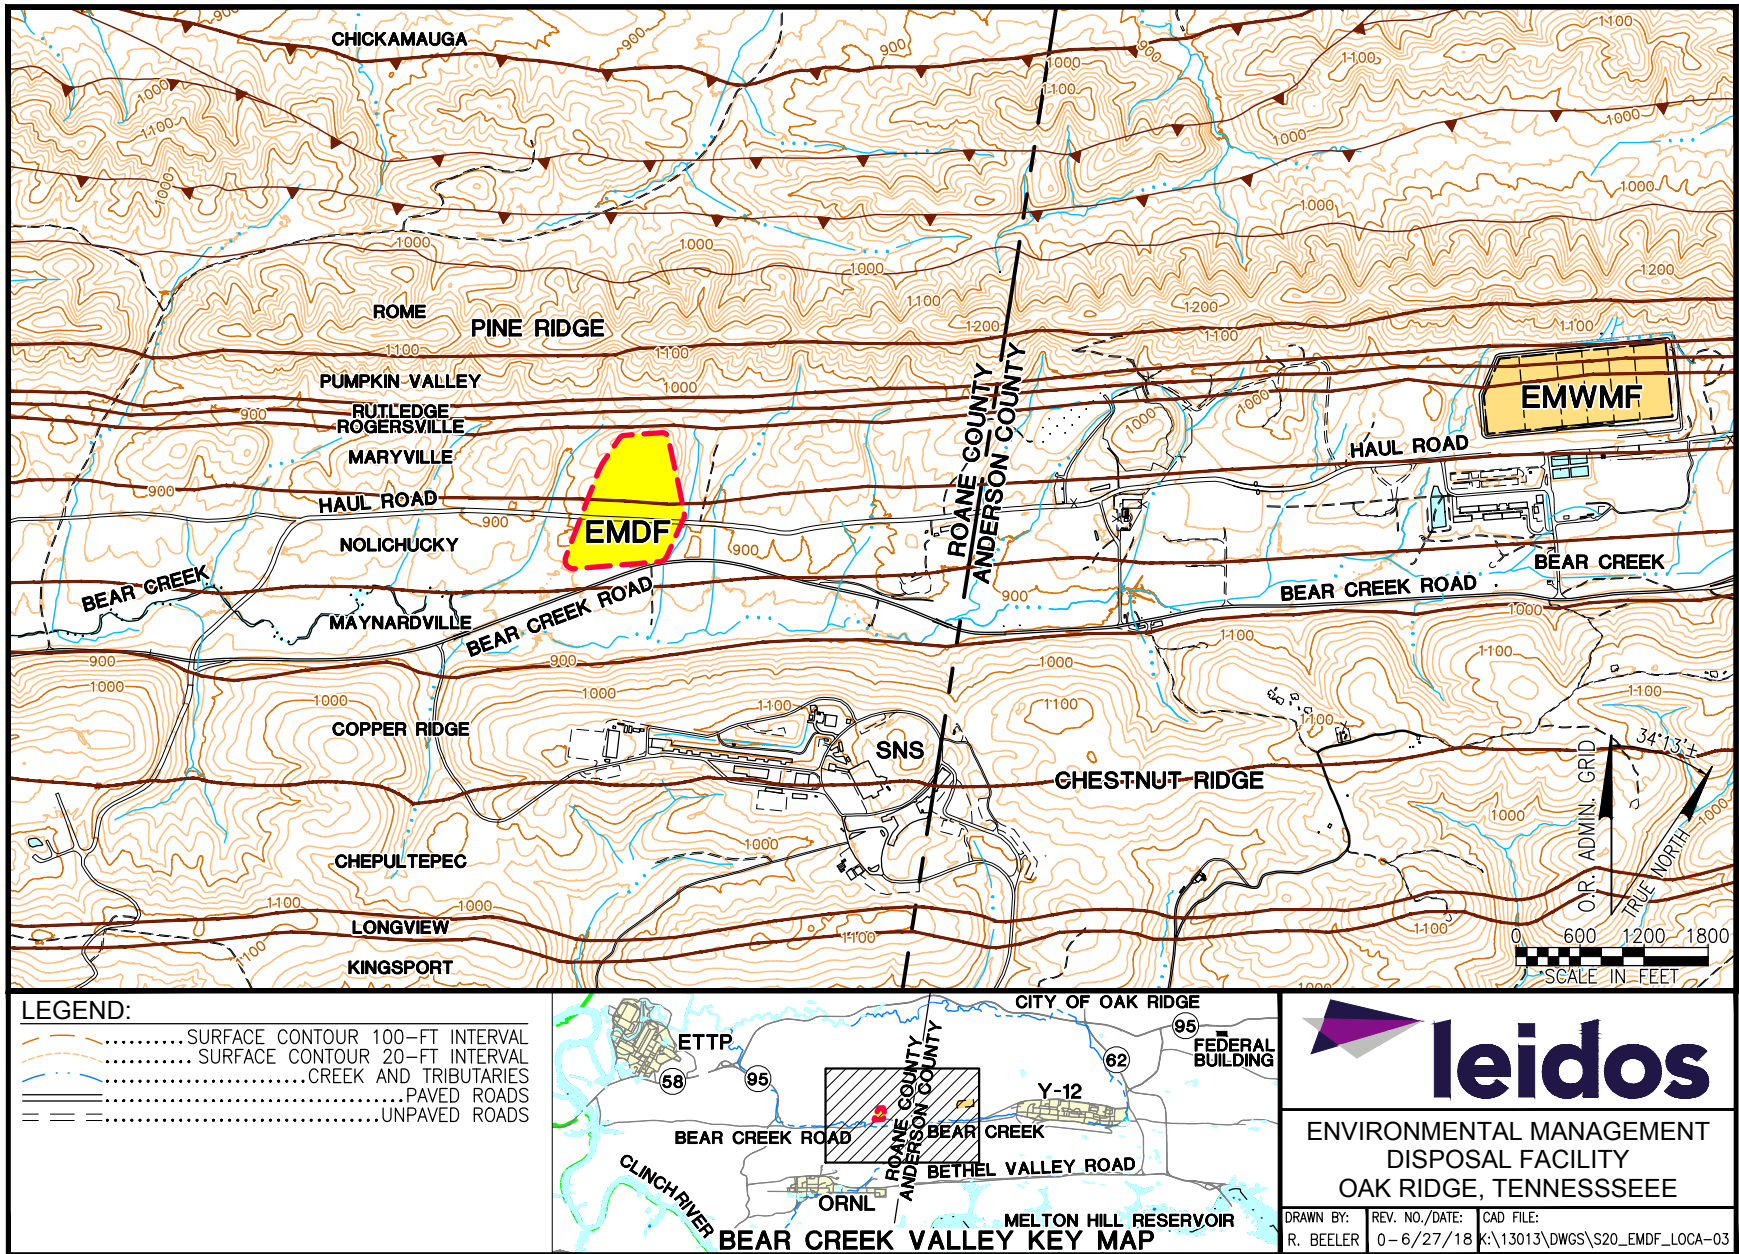 CHICKAMAUGA
900
900
900
900
1100
1000
1100
1100
1000
1100
1000
1000
1000
1000
1000
1000
1000
1000
1200
ROME
PINE RIDGE
1100
1200
1200
1100
1100
1100
1100
PUMPKIN VALLEY
1000
RUTLEDGE
900
ROGERSVILLE
MARYVILLE
1000
1000
EMWMF
HAUL ROAD
900
HAUL ROAD
900
EMDF
NOLICHUCKY
900
ROANE COUNTY
ANDERSON COUNTY
BEAR CREEK
BEAR CREEK
BEAR CREEK ROAD
BEAR CREEK ROAD
900
1000
MAYNARDVILLE
1100
900
900
1000
1100
1000
1000
1000
1100
1100
1100
1100
COPPER RIDGE
SNS
CHESTNUT RIDGE
34°13'±
O.R. ADMIN. GRID
TRUE NORTH
1000
1000
1000
CHEPULTEPEC
1100
1000
LONGVIEW
1100
1100
1100
KINGSPORT
0 600 1200 1800
SCALE IN FEET
LEGEND:
SURFACE CONTOUR 100-FT INTERVAL
SURFACE CONTOUR 20-FT INTERVAL
CREEK AND TRIBUTARIES
PAVED ROADS
UNPAVED ROADS
CITY OF OAK RIDGE
ETTP
95
FEDERAL
BUILDING
58
95
62
Y-12
ROANE COUNTY
ANDERSON COUNTY
BEAR CREEK ROAD
BEAR CREEK
BETHEL VALLEY ROAD
CLINCH RIVER
ORNL
MELTON HILL RESERVOIR
BEAR CREEK VALLEY KEY MAP
leidos
ENVIRONMENTAL MANAGEMENT
DISPOSAL FACILITY
OAK RIDGE, TENNESSSEEE
DRAWN BY:
R. BEELER
REV. NO./DATE:
0-6/27/18
CAD FILE:
K:\13013\DWGS\S20_EMDF_LOCA-03